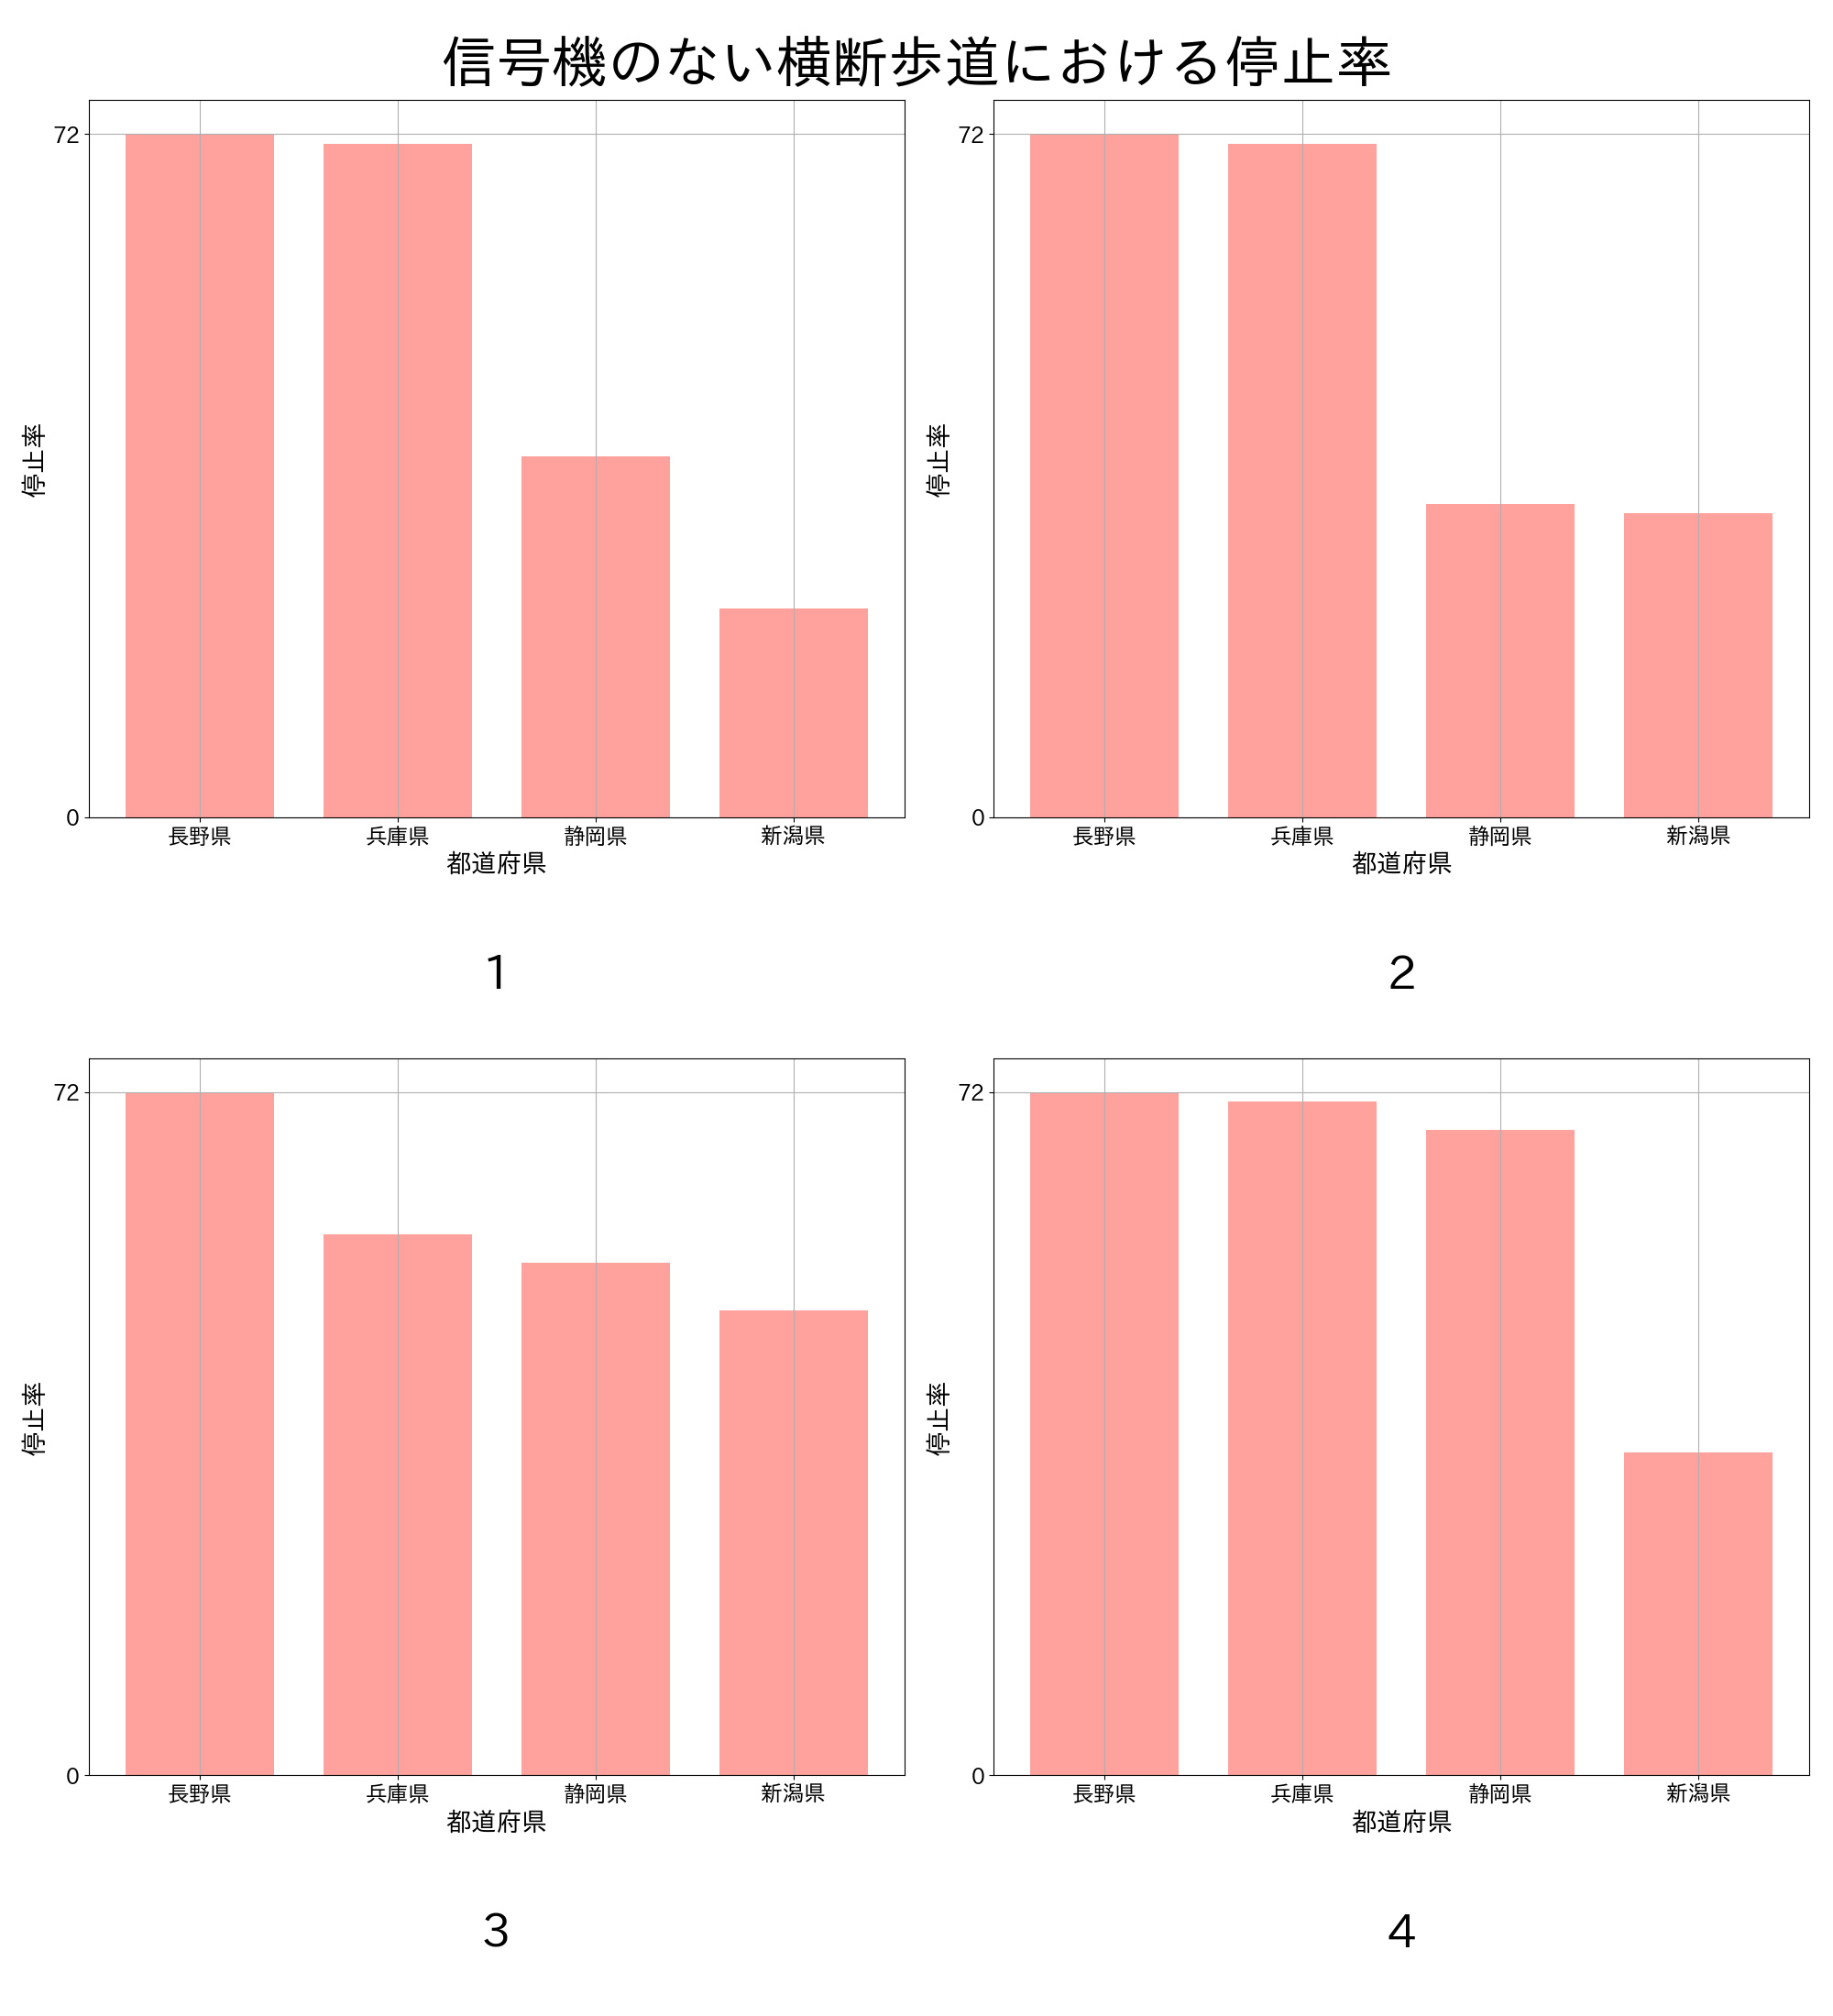 信号機のない横断歩道における停止率
72
0
停止率
長野県 兵庫県 静岡県 新潟県
都道府県
1
72
0
停止率
長野県 兵庫県 静岡県 新潟県
都道府県
2
72
0
停止率
長野県 兵庫県 静岡県 新潟県
都道府県
3
72
0
停止率
長野県 兵庫県 静岡県 新潟県
都道府県
4